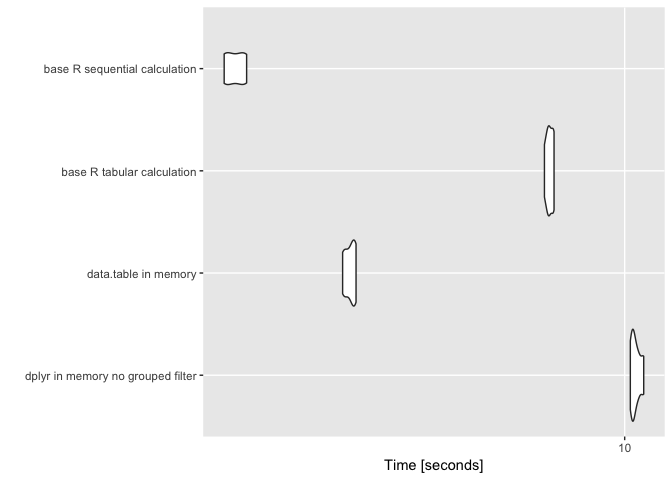 base R sequential calculation
base R tabular calculation
data.table in memory
dplyr in memory no grouped filter
10
Time [seconds]